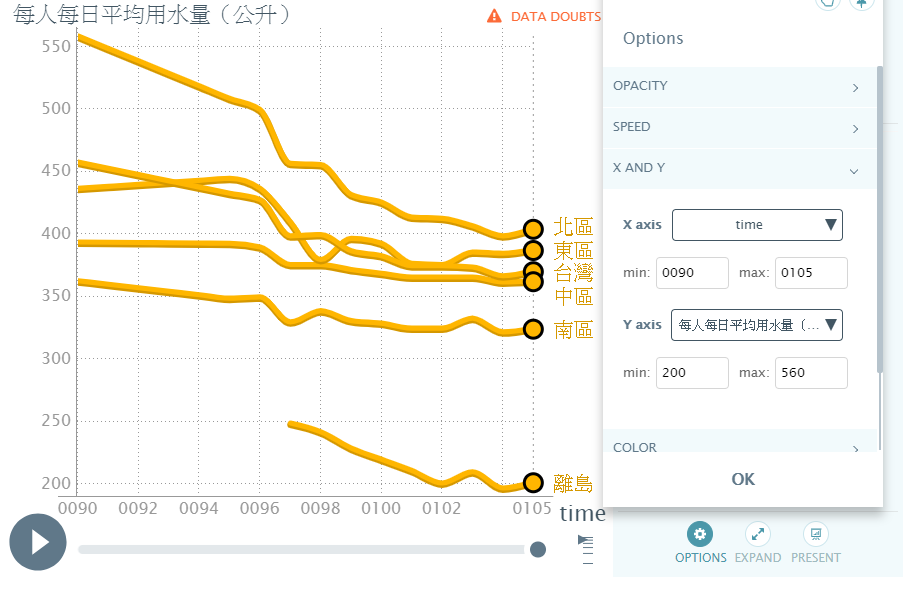 每人每日平均用水量（公升）
DATA DOUBTS
550
500
450
400
350
300
250
200
北區
東區
台灣
中區
南區
離島
0090
0092
0094
0096
0098
0100
0102
0105
time
Options
OPACITY
SPEED
X AND Y
X axis time
min: 0090 max: 0105
Y axis 每人每日平均用水量（...
min: 200 max: 560
COLOR
OK
OPTIONS EXPAND PRESENT